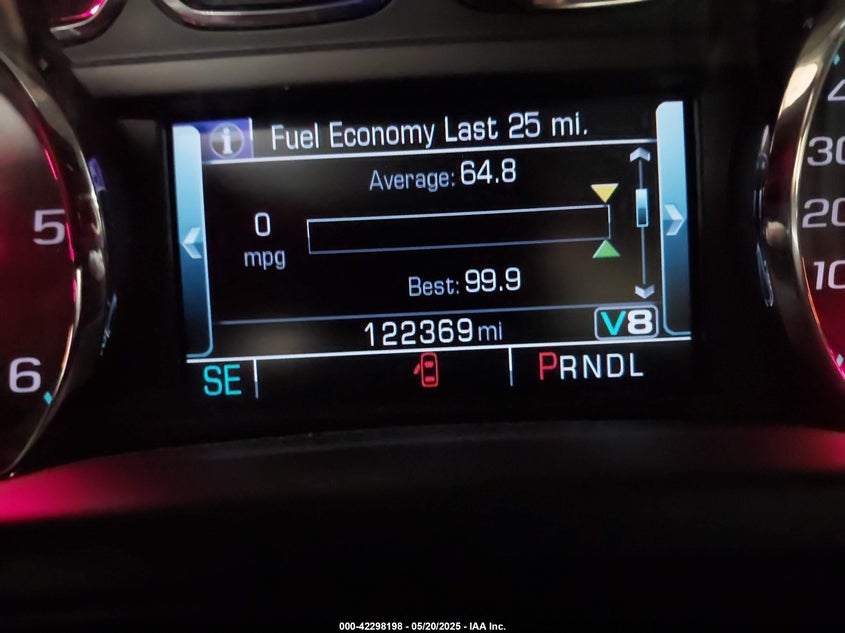 i Fuel Economy Last 25 mi.
Average: 64.8
0
mpg
Best: 99.9
122369 mi
V8
SE
PRNDL
5
6
30
20
10
000-42298198 - 05/20/2025 - IAA Inc.